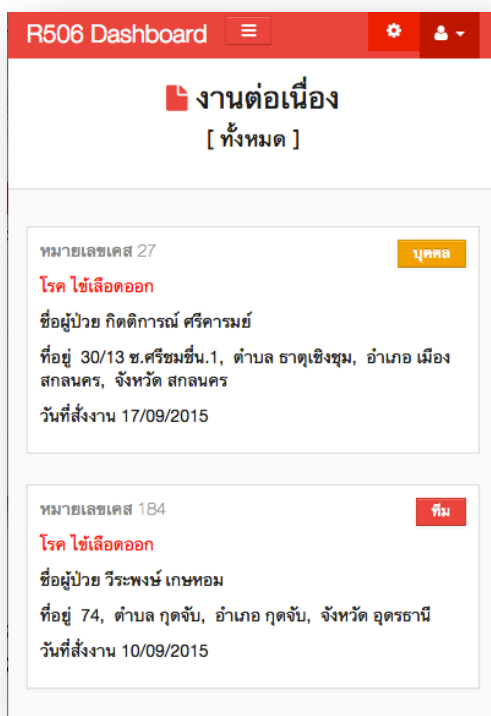 R506 Dashboard
งานต่อเนื่อง
[ ทั้งหมด ]
หมายเลขเคส 27
บุคคล
โรค ไข้เลือดออก
ชื่อผู้ป่วย กิตติการณ์ ศรีคารมย์
ที่อยู่ 30/13 ซ.ศรีชมชื่น.1, ตำบล ธาตุเชิงชุม, อำเภอ เมือง
สกลนคร, จังหวัด สกลนคร
วันที่สั่งงาน 17/09/2015
หมายเลขเคส 184
ทีม
โรค ไข้เลือดออก
ชื่อผู้ป่วย วีระพงษ์ เกษหอม
ที่อยู่ 74, ตำบล กุดจับ, อำเภอ กุดจับ, จังหวัด อุดรธานี
วันที่สั่งงาน 10/09/2015